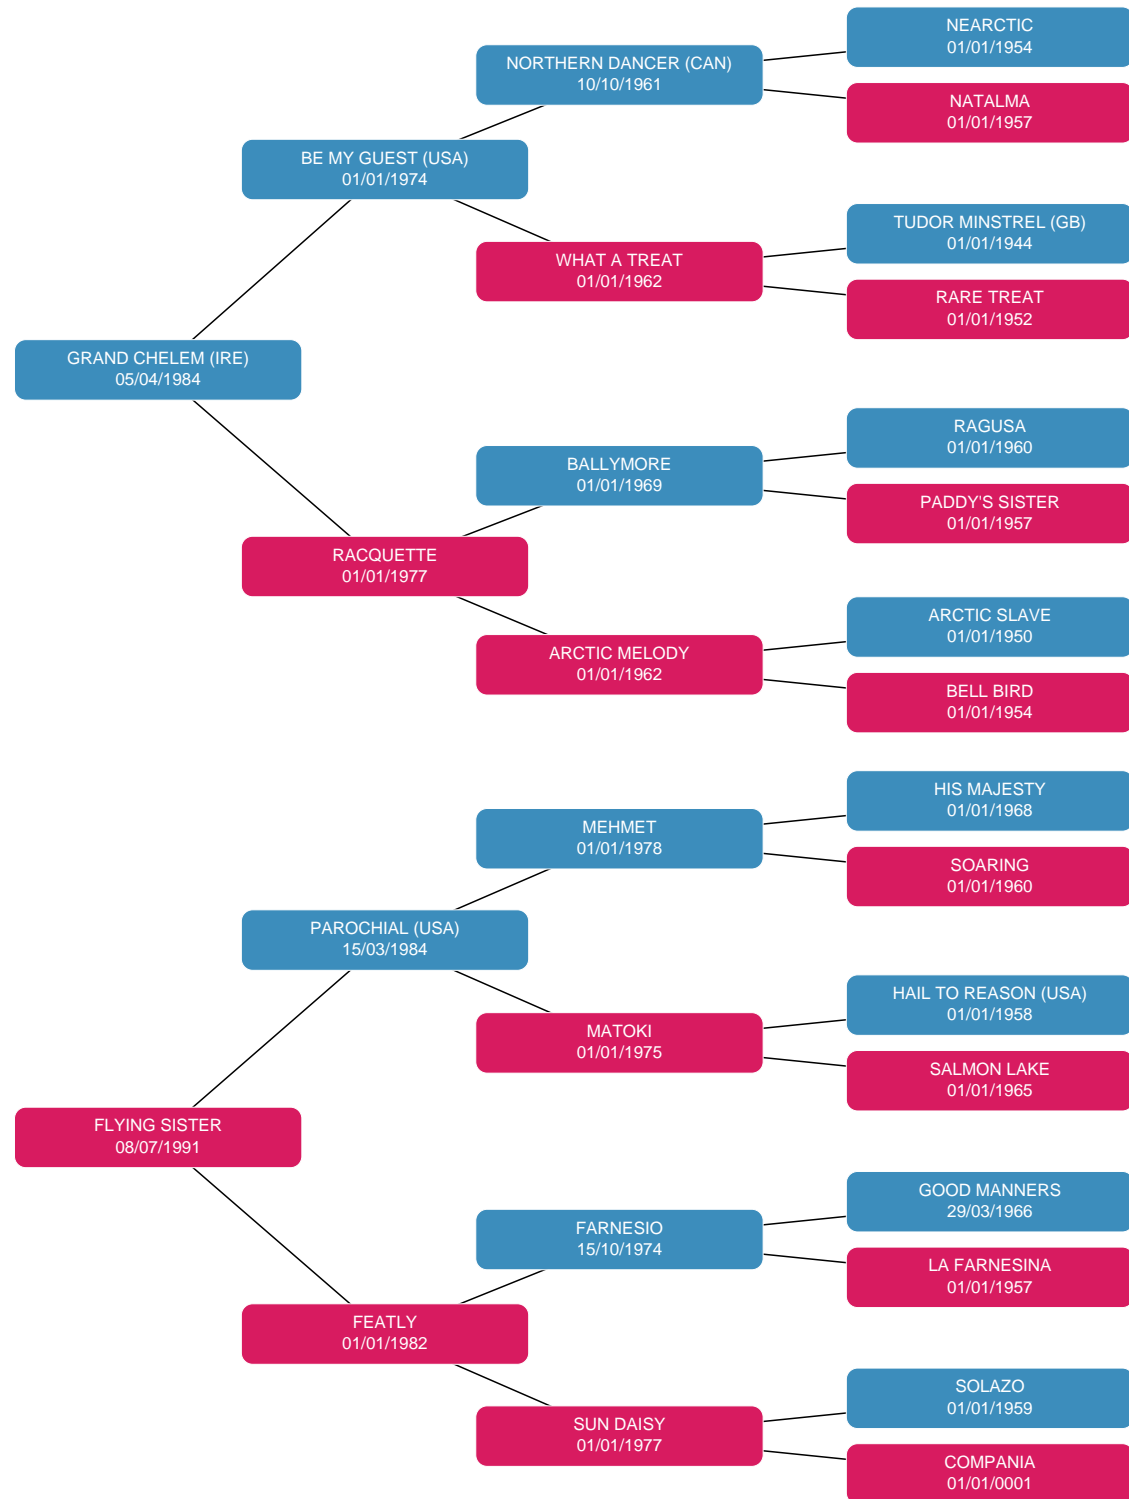 NEARCTIC
01/01/1954
NORTHERN DANCER (CAN)
10/10/1961
NATALMA
01/01/1957
BE MY GUEST (USA)
01/01/1974
TUDOR MINSTREL (GB)
01/01/1944
WHAT A TREAT
01/01/1962
RARE TREAT
01/01/1952
GRAND CHELEM (IRE)
05/04/1984
RAGUSA
01/01/1960
BALLYMORE
01/01/1969
PADDY'S SISTER
01/01/1957
RACQUETTE
01/01/1977
ARCTIC SLAVE
01/01/1950
ARCTIC MELODY
01/01/1962
BELL BIRD
01/01/1954
HIS MAJESTY
01/01/1968
MEHMET
01/01/1978
SOARING
01/01/1960
PAROCHIAL (USA)
15/03/1984
HAIL TO REASON (USA)
01/01/1958
MATOKI
01/01/1975
SALMON LAKE
01/01/1965
FLYING SISTER
08/07/1991
GOOD MANNERS
29/03/1966
FARNESIO
15/10/1974
LA FARNESINA
01/01/1957
FEATLY
01/01/1982
SOLAZO
01/01/1959
SUN DAISY
01/01/1977
COMPANIA
01/01/0001